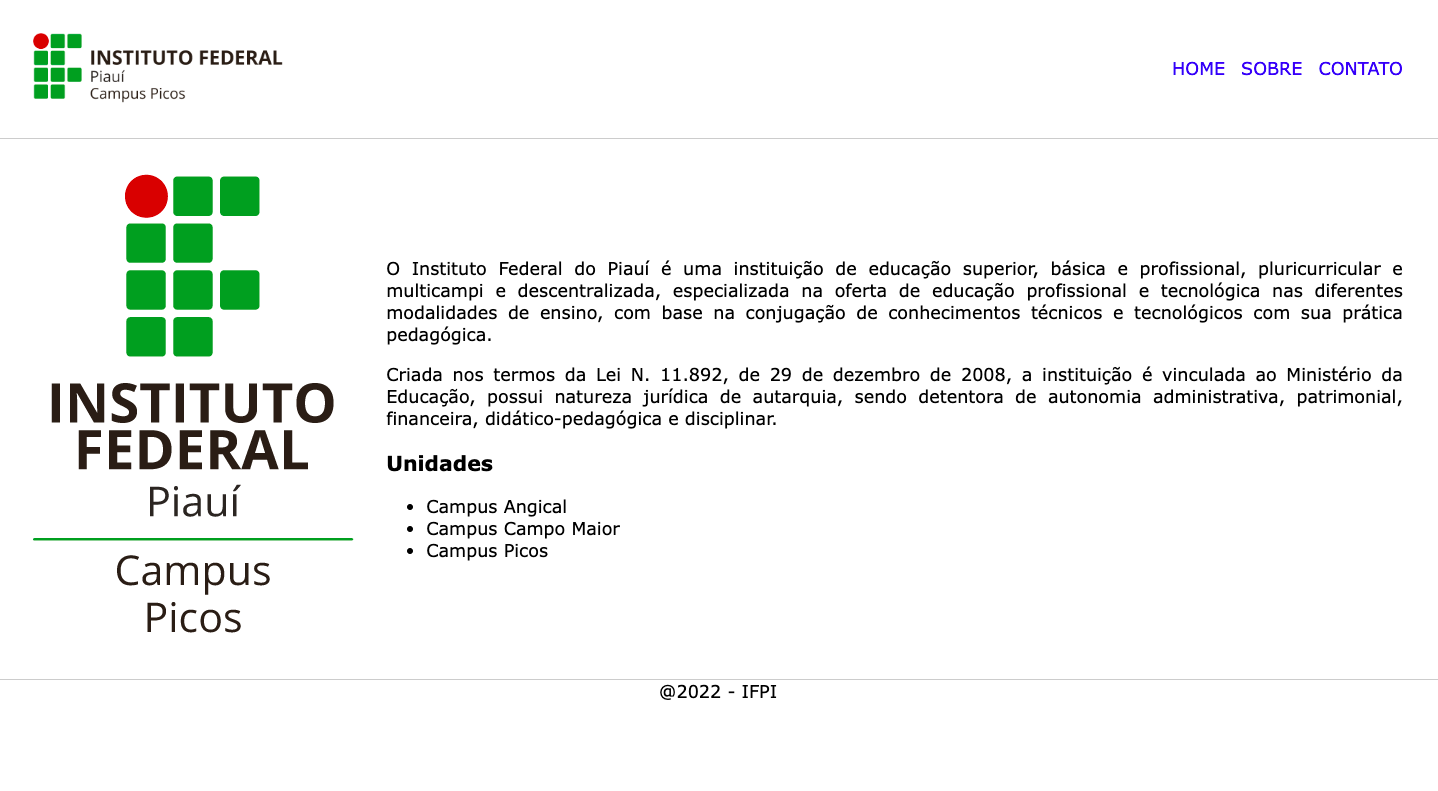 INSTITUTO FEDERAL
Piauí
Campus Picos
HOME SOBRE CONTATO
INSTITUTO
FEDERAL
Piauí
Campus
Picos
O Instituto Federal do Piauí é uma instituição de educação superior, básica e profissional, pluricurricular e
multicampi e descentralizada, especializada na oferta de educação profissional e tecnológica nas diferentes
modalidades de ensino, com base na conjugação de conhecimentos técnicos e tecnológicos com sua prática
pedagógica.
Criada nos termos da Lei N. 11.892, de 29 de dezembro de 2008, a instituição é vinculada ao Ministério da
Educação, possui natureza jurídica de autarquia, sendo detentora de autonomia administrativa, patrimonial,
financeira, didático-pedagógica e disciplinar.
Unidades
• Campus Angical
• Campus Campo Maior
• Campus Picos
@2022 - IFPI